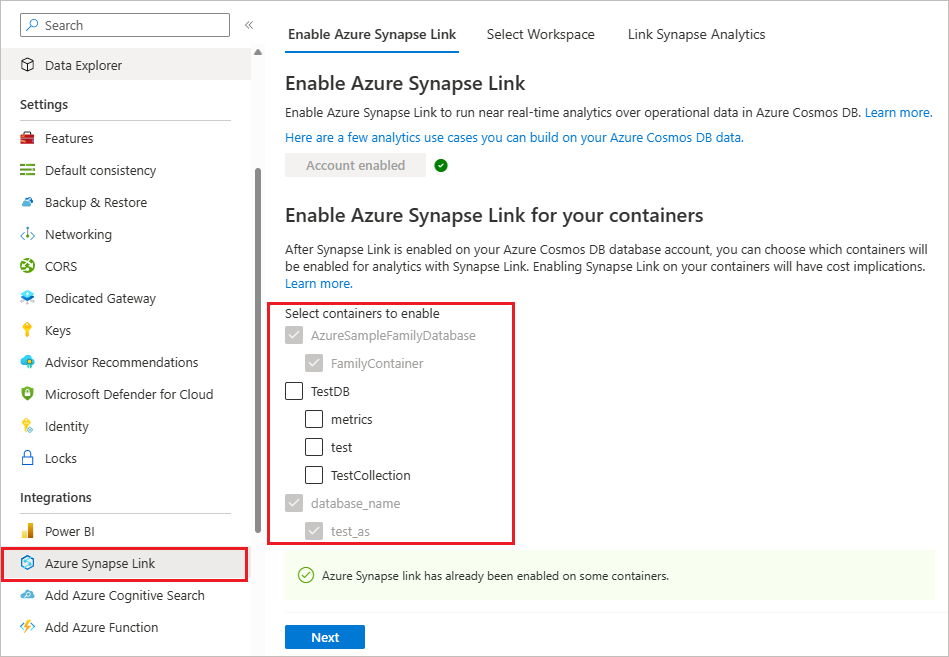 Search
«
Data Explorer
Settings
Features
Default consistency
Backup & Restore
Networking
CORS
Dedicated Gateway
Keys
Advisor Recommendations
Microsoft Defender for Cloud
Identity
Locks
Integrations
Power BI
Azure Synapse Link
Add Azure Cognitive Search
Add Azure Function
Enable Azure Synapse Link Select Workspace Link Synapse Analytics
Enable Azure Synapse Link
Enable Azure Synapse Link to run near real-time analytics over operational data in Azure Cosmos DB. Learn more.
Here are a few analytics use cases you can build on your Azure Cosmos DB data.
Account enabled
Enable Azure Synapse Link for your containers
After Synapse Link is enabled on your Azure Cosmos DB database account, you can choose which containers will
be enabled for analytics with Synapse Link. Enabling Synapse Link on your containers will have cost implications.
Learn more.
Select containers to enable
AzureSampleFamilyDatabase
FamilyContainer
TestDB
metrics
test
TestCollection
database_name
test_as
Azure Synapse link has already been enabled on some containers.
Next